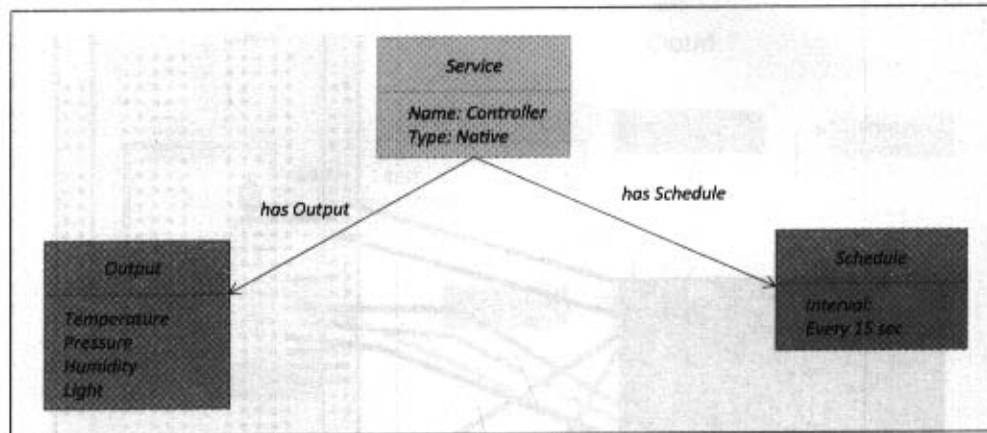 Service
Name: Controller
Type: Native
has Output
has Schedule
Output
Temperature
Pressure
Humidity
Light
Schedule
Interval:
Every 15 sec